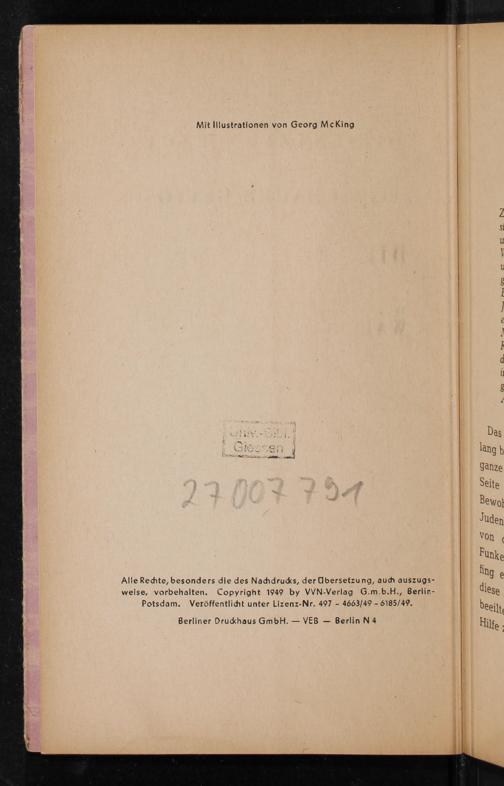 Mit Illustrationen von Georg McKing
Univ.-Bibl.
Giessen
27007791
Alle Rechte, besonders die des Nachdrucks, der Übersetzung, auch auszugs-
weise, vorbehalten. Copyright 1949 by VVN-Verlag G.m.b.H., Berlin-
Potsdam. Veröffentlicht unter Lizenz-Nr. 497 - 4663/49 - 6185/49.
Berliner Druckhaus GmbH. — VEB — Berlin N 4
Das
lang b
ganze
Seite
Bewoh
Juden
von
Funke
fing e
diese
beeilte
Hilfe